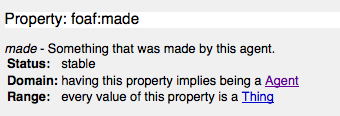 Property: foaf:made
made - Something that was made by this agent.
Status: stable
Domain: having this property implies being a Agent
Range: every value of this property is a Thing